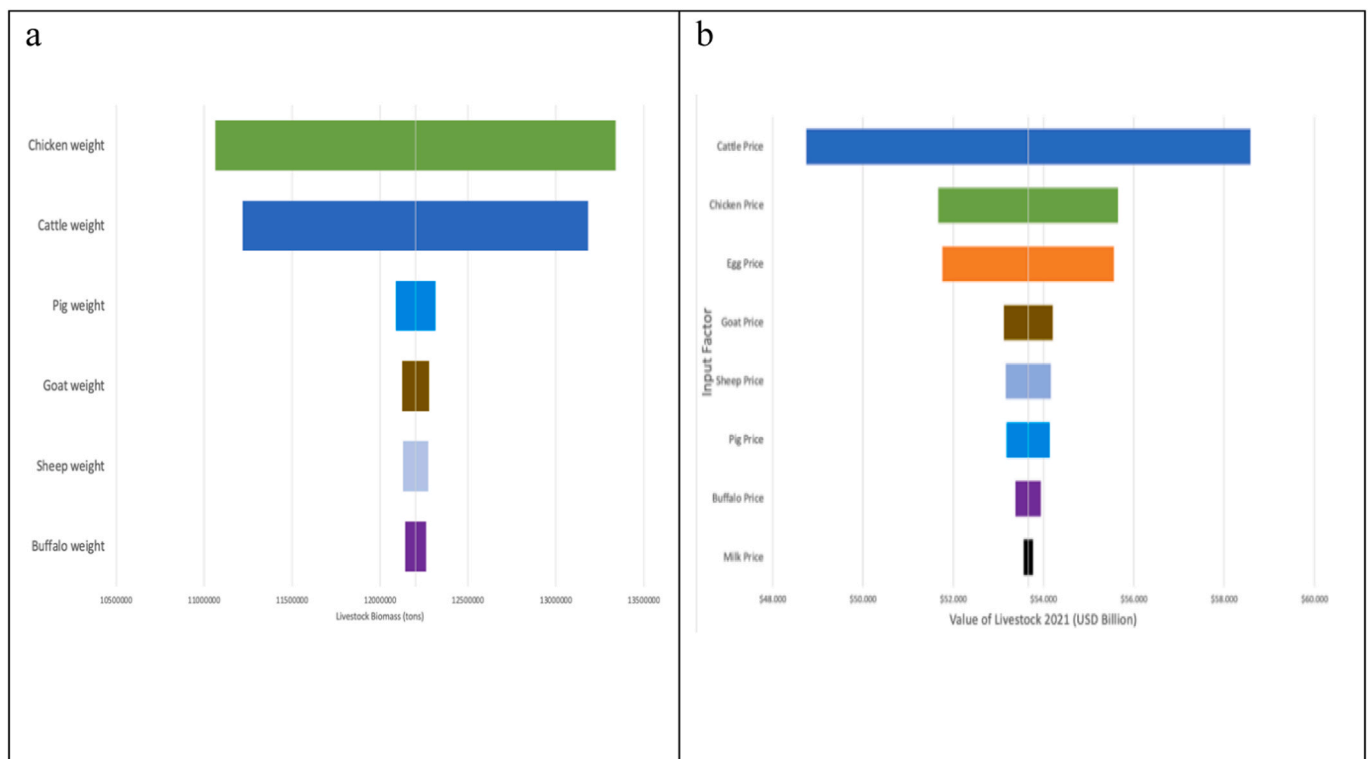 a
Chicken weight
Cattle weight
Pig weight
Goat weight
Sheep weight
Buffalo weight
10500000 11000000 11500000 12000000 12500000 13000000 13500000
Livestock Biomass (tons)
b
Input Factor
Cattle Price
Chicken Price
Egg Price
Goat Price
Sheep Price
Pig Price
Buffalo Price
Milk Price
$48.000 $50.000 $52.000 $54.000 $56.000 $58.000 $60.000
Value of Livestock 2021 (USD Billion)